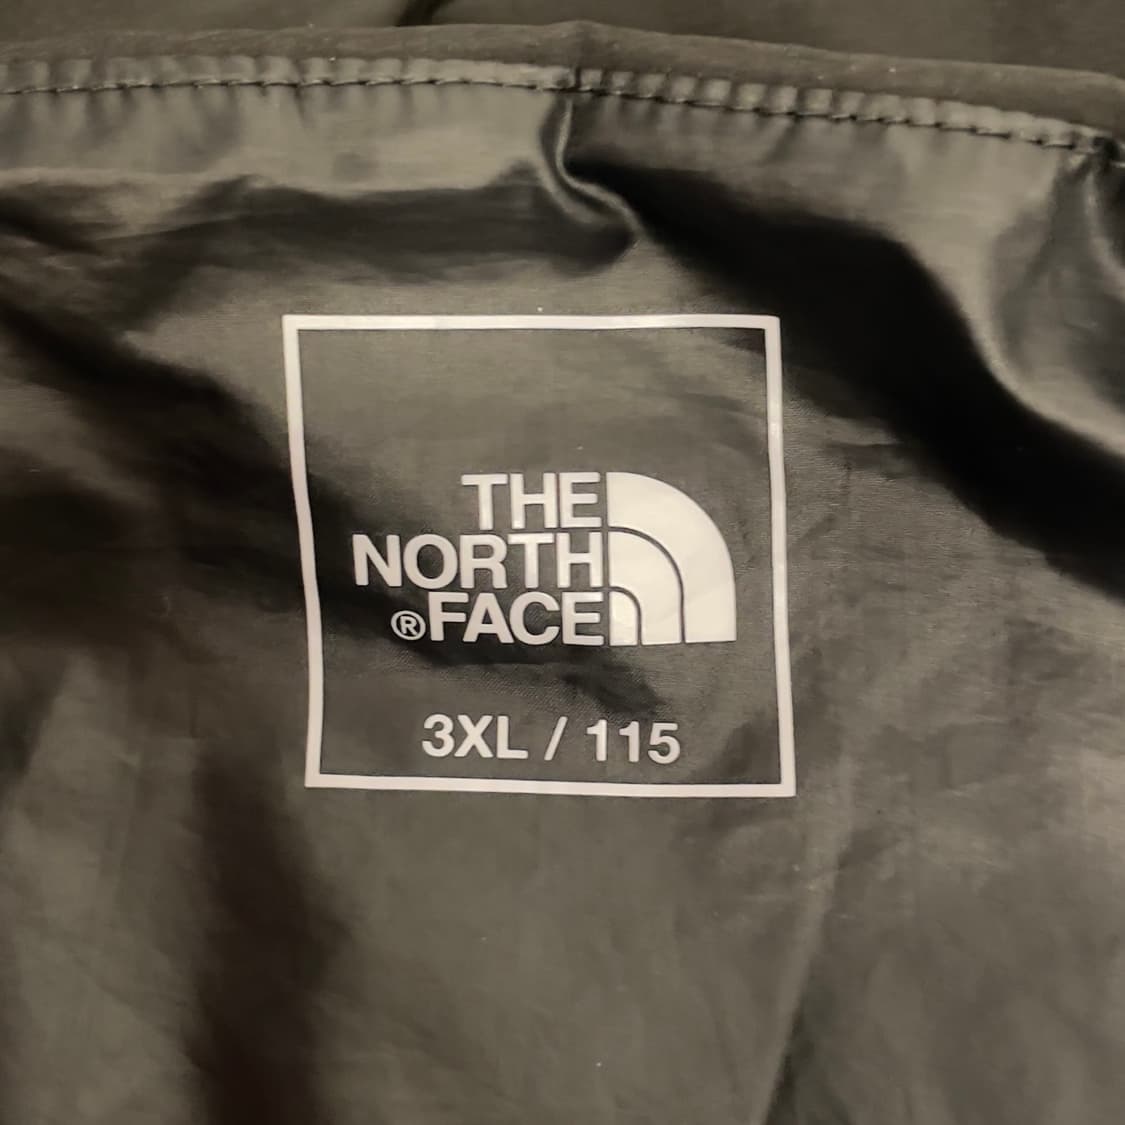 THE
NORTH
®FACE
3XL / 115